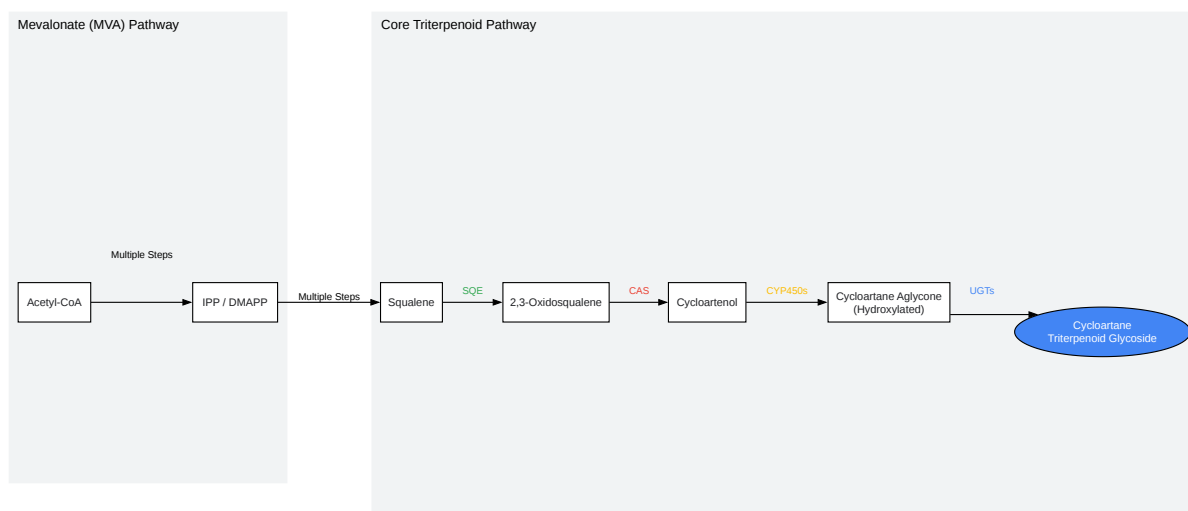 Mevalonate (MVA) Pathway
Core Triterpenoid Pathway
Multiple Steps
Acetyl-CoA
IPP / DMAPP
Multiple Steps
Squalene
SQE
2,3-Oxidosqualene
CAS
Cycloartenol
CYP450s
Cycloartane Aglycone
(Hydroxylated)
UGTs
Cycloartane
Triterpenoid Glycoside